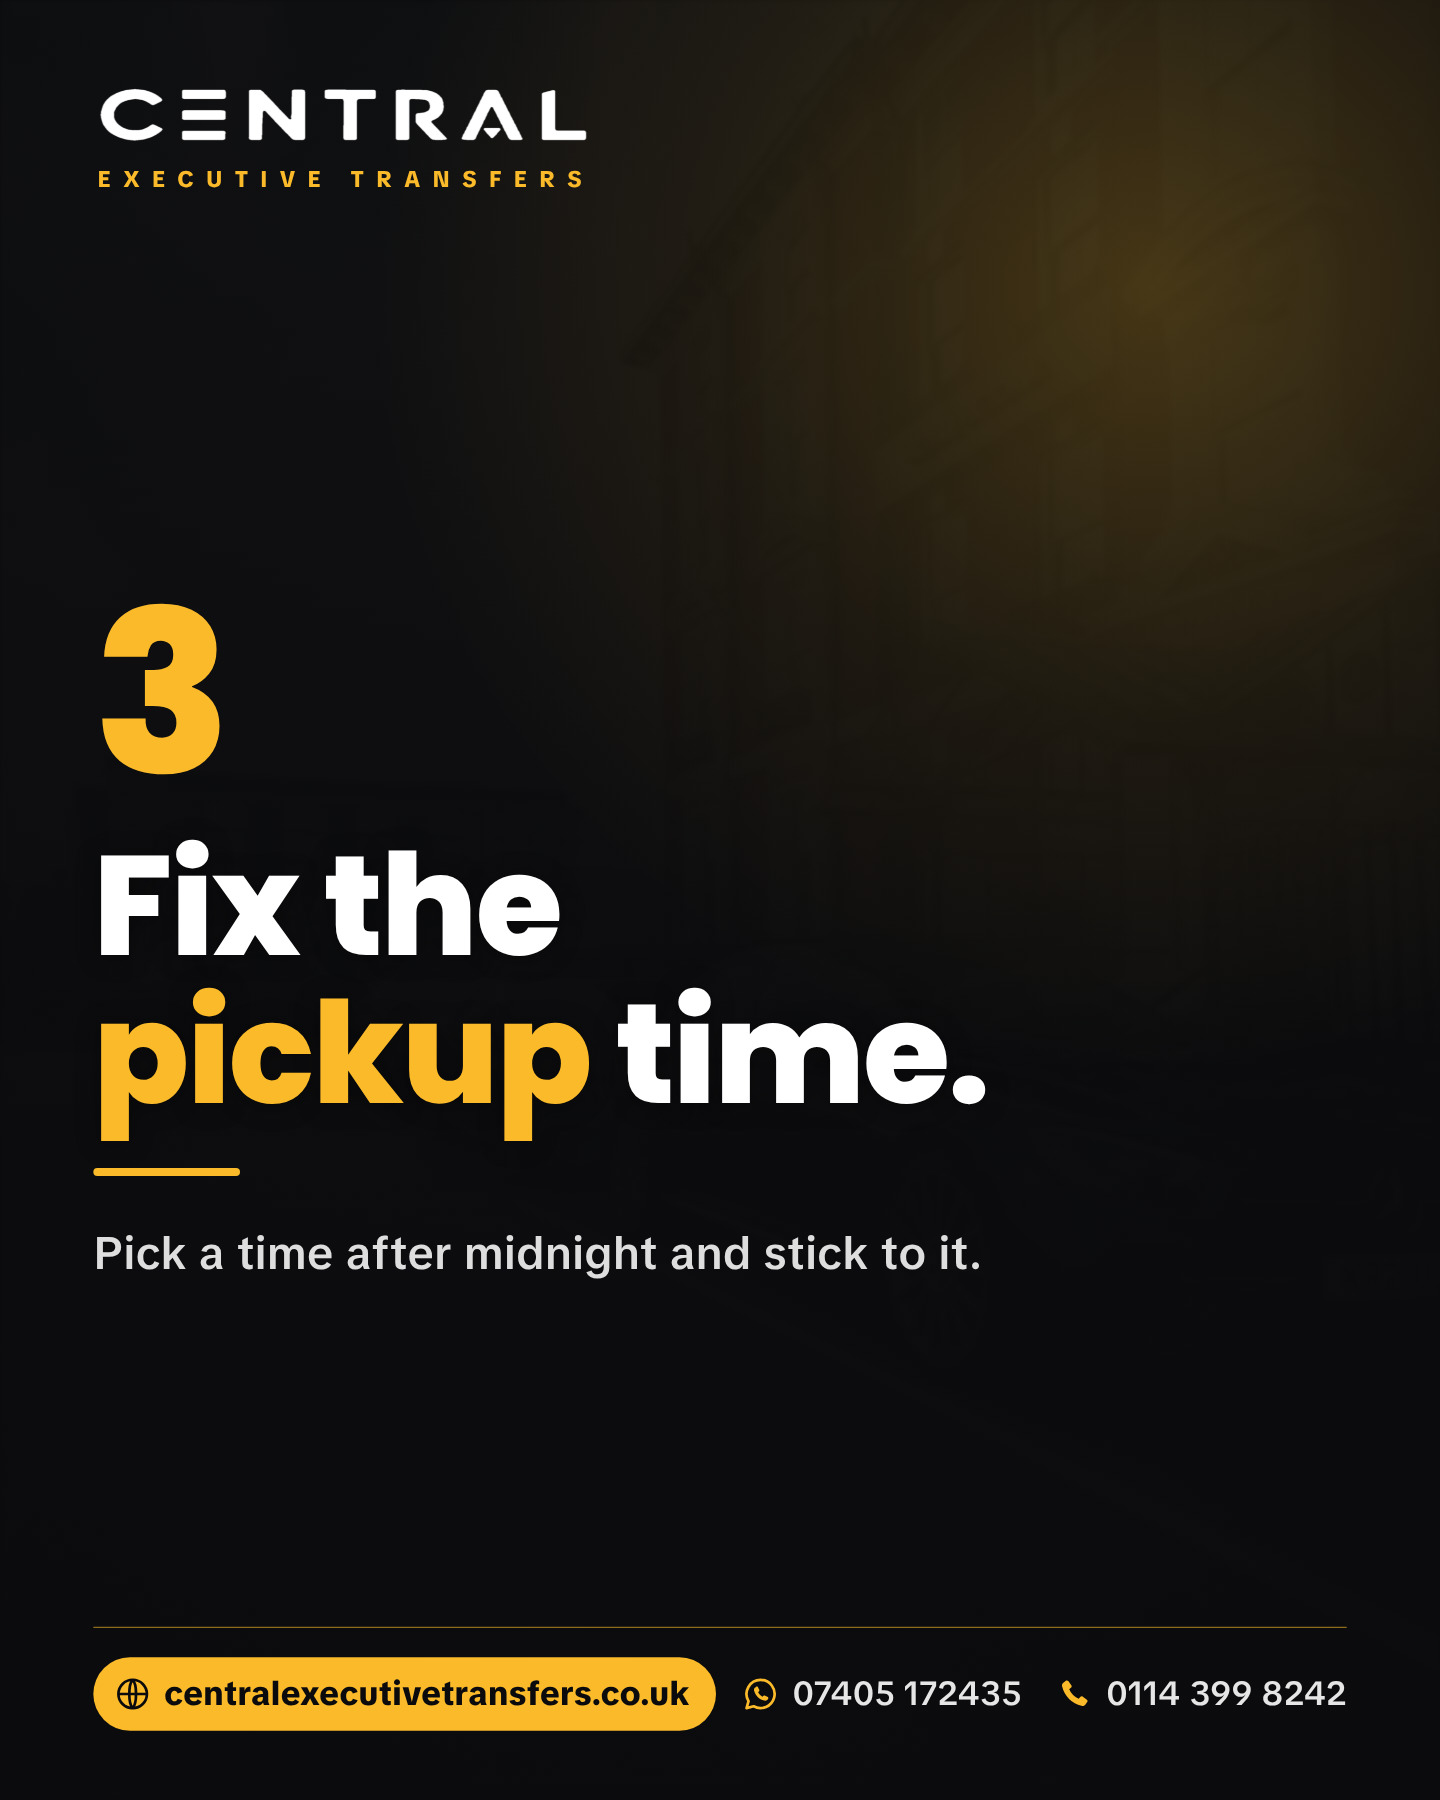 CENTRAL
EXECUTIVE TRANSFERS
3
Fix the
pickup time.
Pick a time after midnight and stick to it.
centralexecutivetransfers.co.uk 07405 172435 0114 399 8242